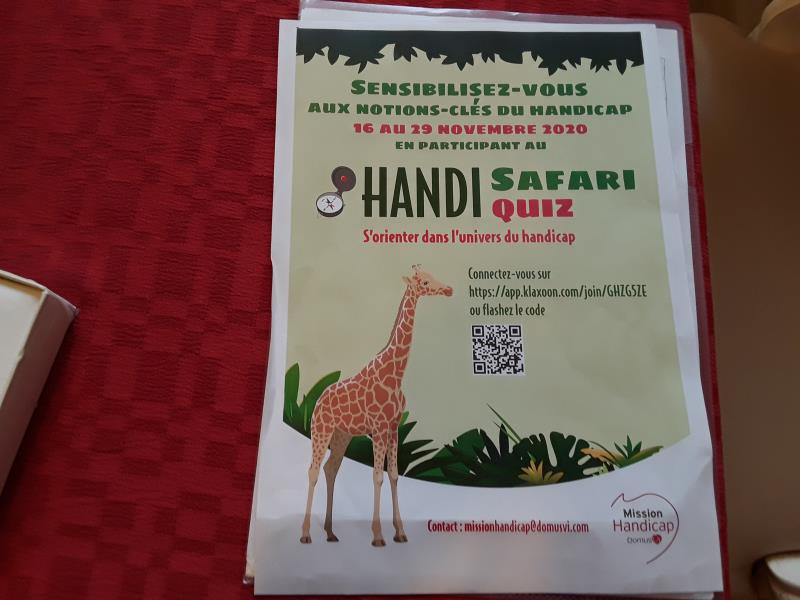 SENSIBILISEZ-VOUS
AUX NOTIONS-CLÉS DU HANDICAP
16 AU 29 NOVEMBRE 2020
EN PARTICIPANT AU
HANDI SAFARI QUIZ
S'orienter dans l'univers du handicap
Connectez-vous sur
https://app.klaxoon.com/join/GHZG5ZE
ou flashez le code
Contact : missionhandicap@domusvi.com
Mission
Handicap
DomusVi